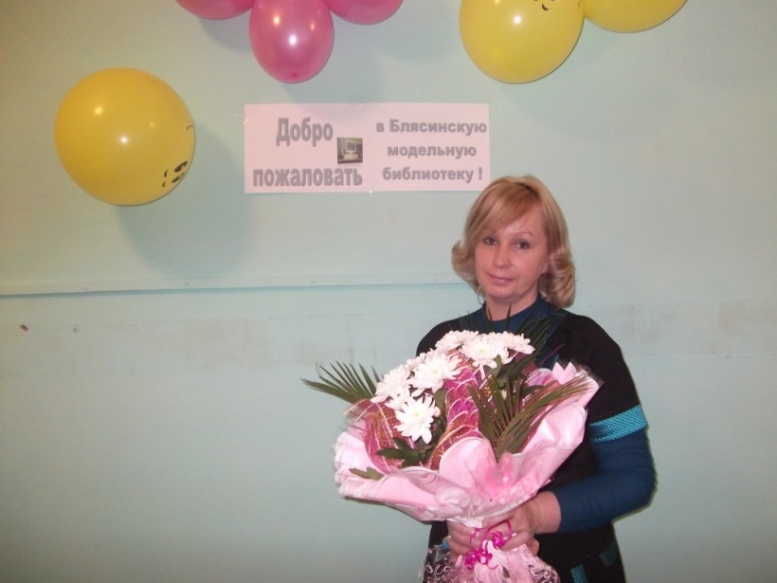 Добро
пожаловать
в Блясинскую
модельную
библиотеку !